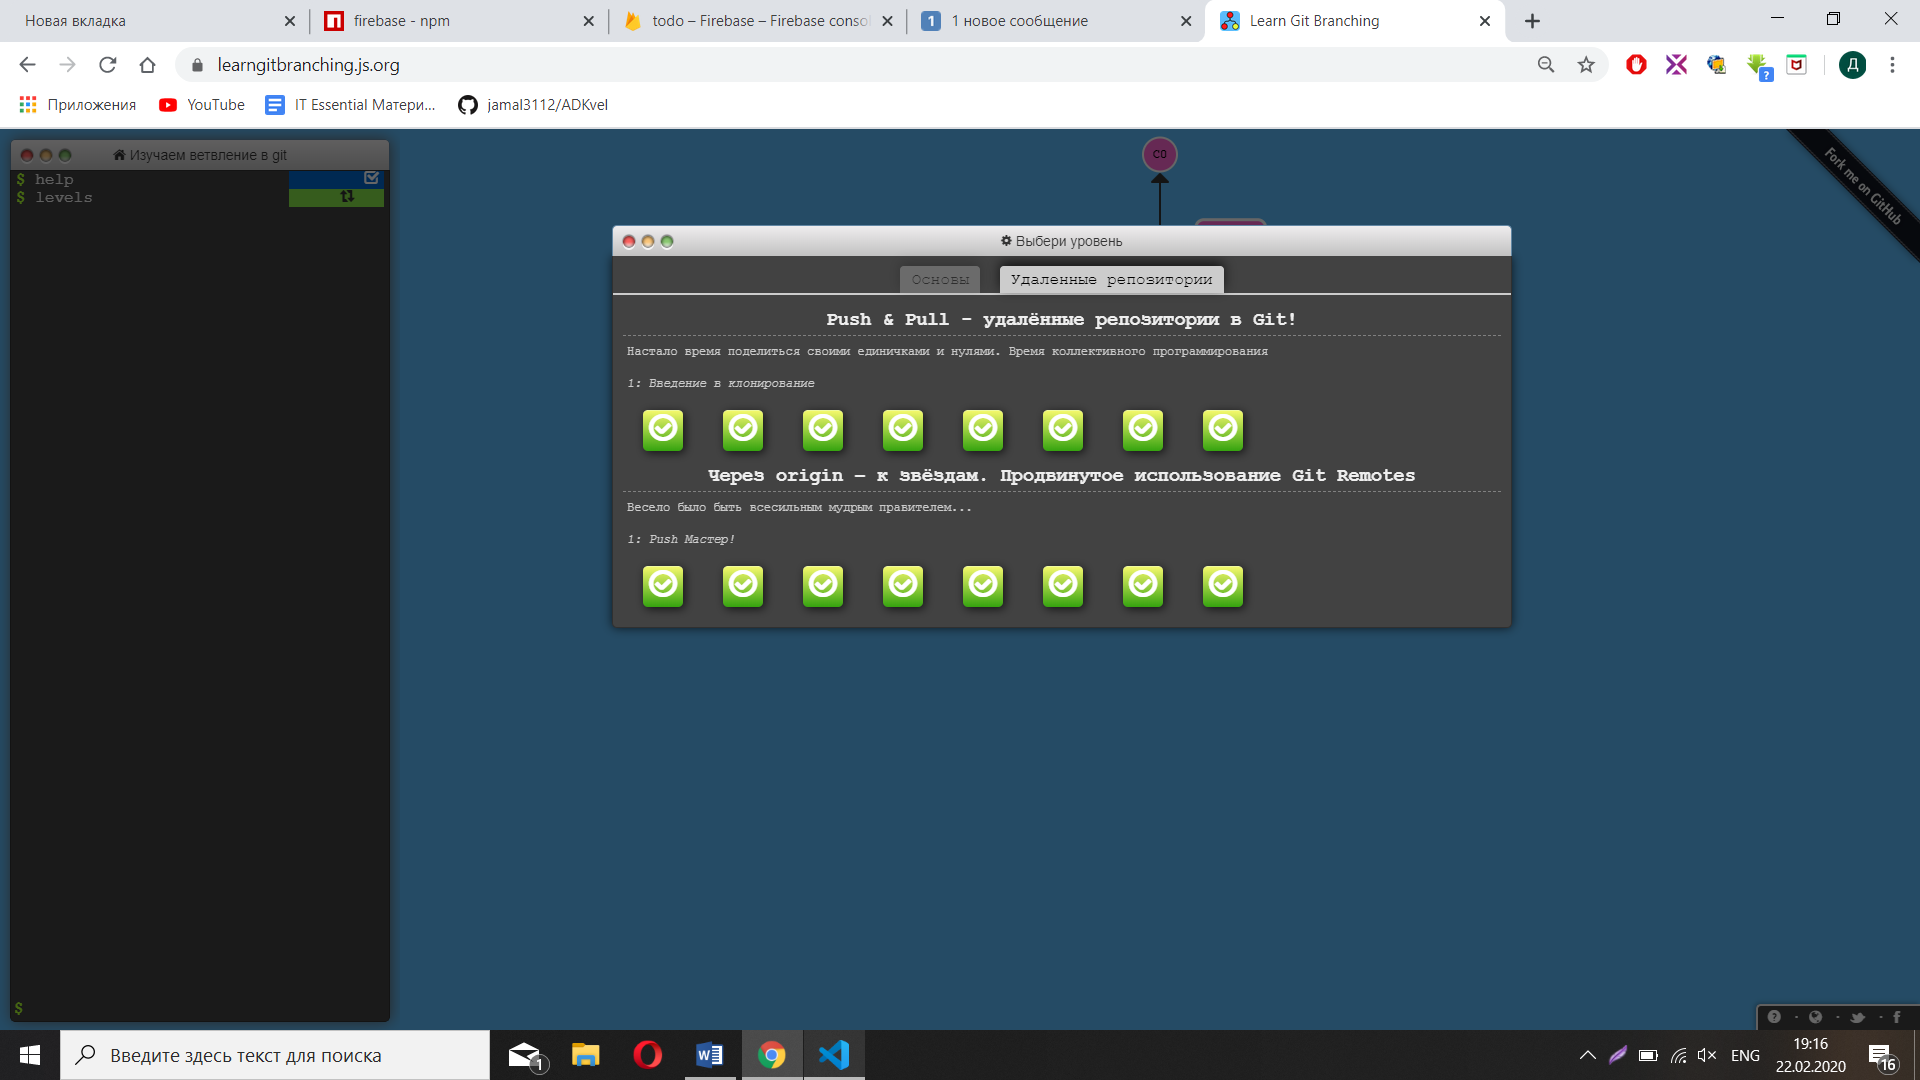 Новая вкладка
firebase - npm
todo – Firebase – Firebase conso
1 1 новое сообщение
Learn Git Branching
learngitbranching.js.org
Д
Приложения
YouTube
IT Essential Матери...
jamal3112/ADKvel
Изучаем ветвление в git
$ help
$ levels
$
C0
Fork me on GitHub
Выбери уровень
Основы
Удаленные репозитории
Push & Pull - удалённые репозитории в Git!
Настало время поделиться своими единичками и нулями. Время коллективного программирования
1: Введение в клонирование
Через origin – к звёздам. Продвинутое использование Git Remotes
Весело было быть всесильным мудрым правителем...
1: Push Мастер!
Введите здесь текст для поиска
1
ENG
19:16
22.02.2020
16